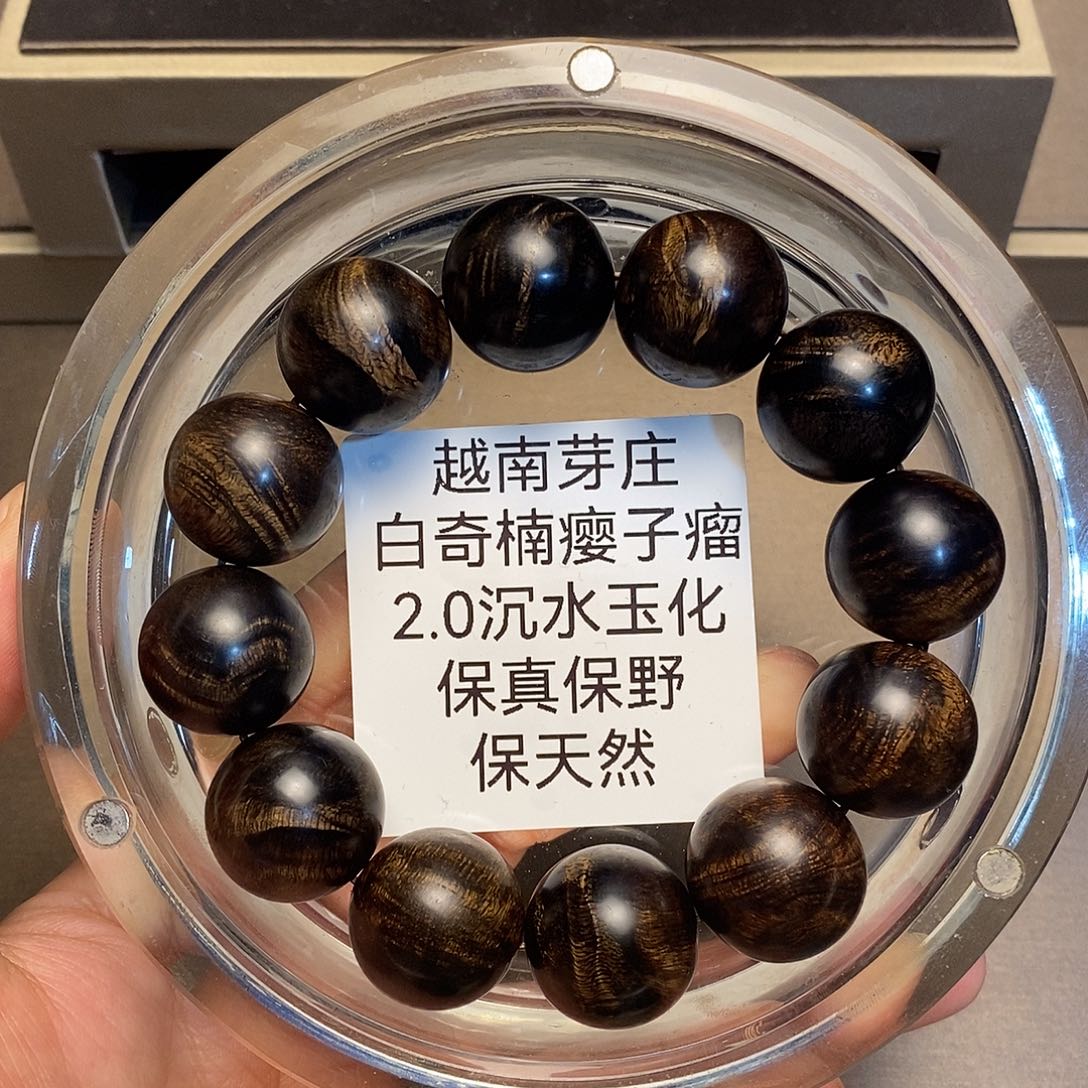 越南芽庄
白奇楠瘿子瘤
2.0沉水玉化
保真保野
保天然